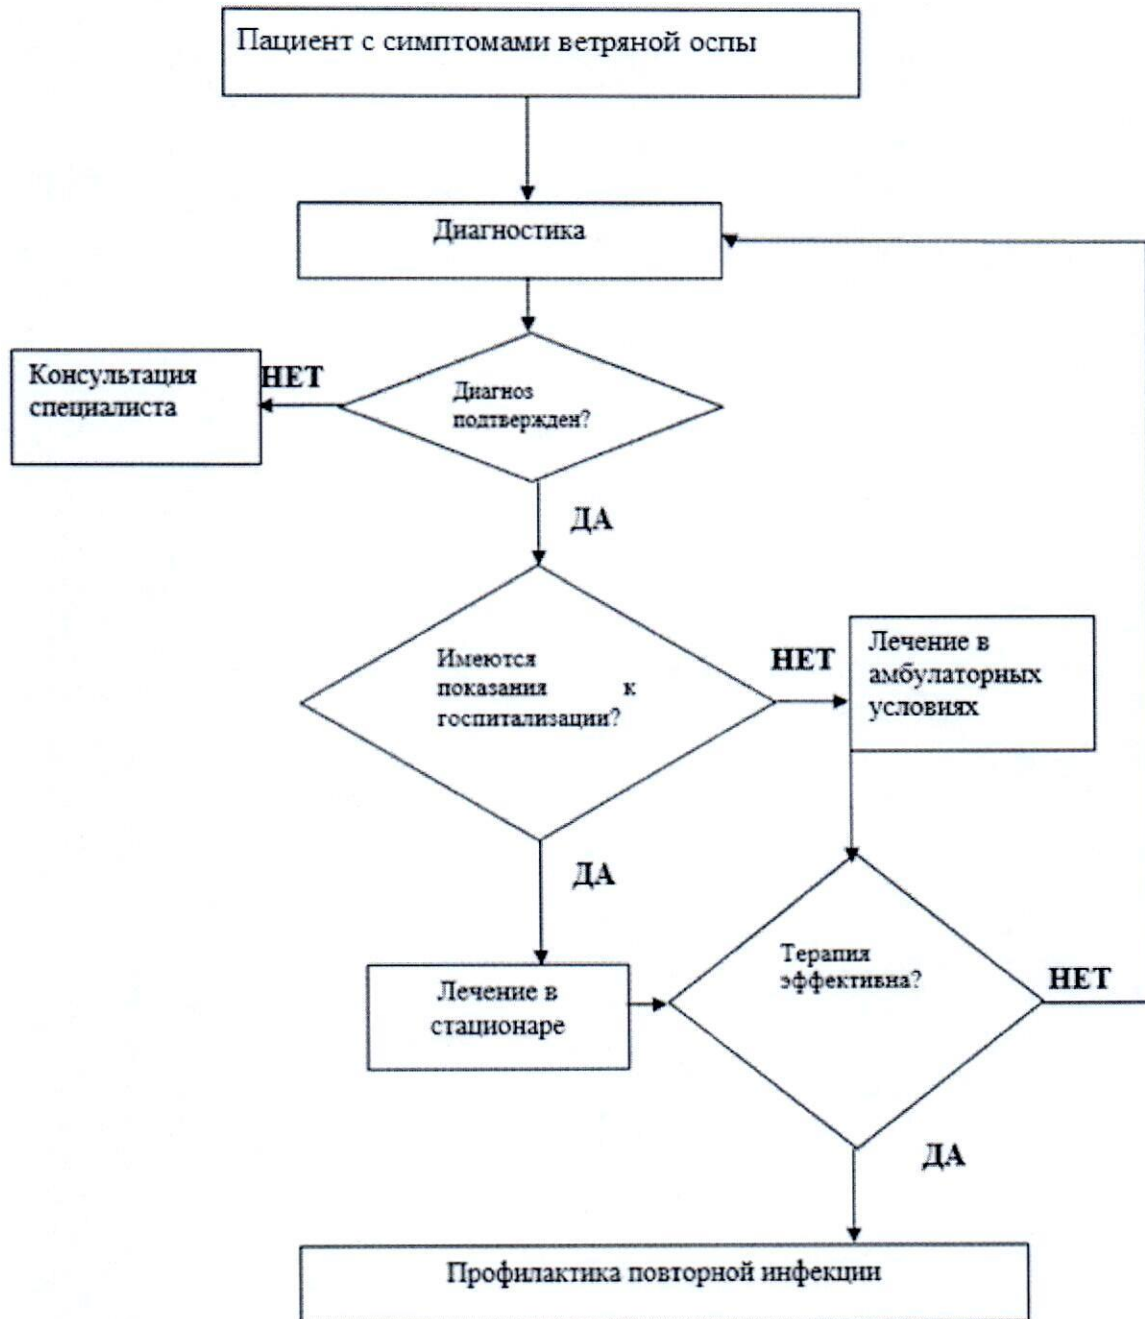 Пациент с симптомами ветряной оспы
Диагностика
Консультация
специалиста
НЕТ
Диагноз
подтвержден?
ДА
Имеются
показания к
госпитализации?
НЕТ
Лечение в
амбулаторных
условиях
ДА
Лечение в
стационаре
Терапия
эффективна?
НЕТ
ДА
Профилактика повторной инфекции